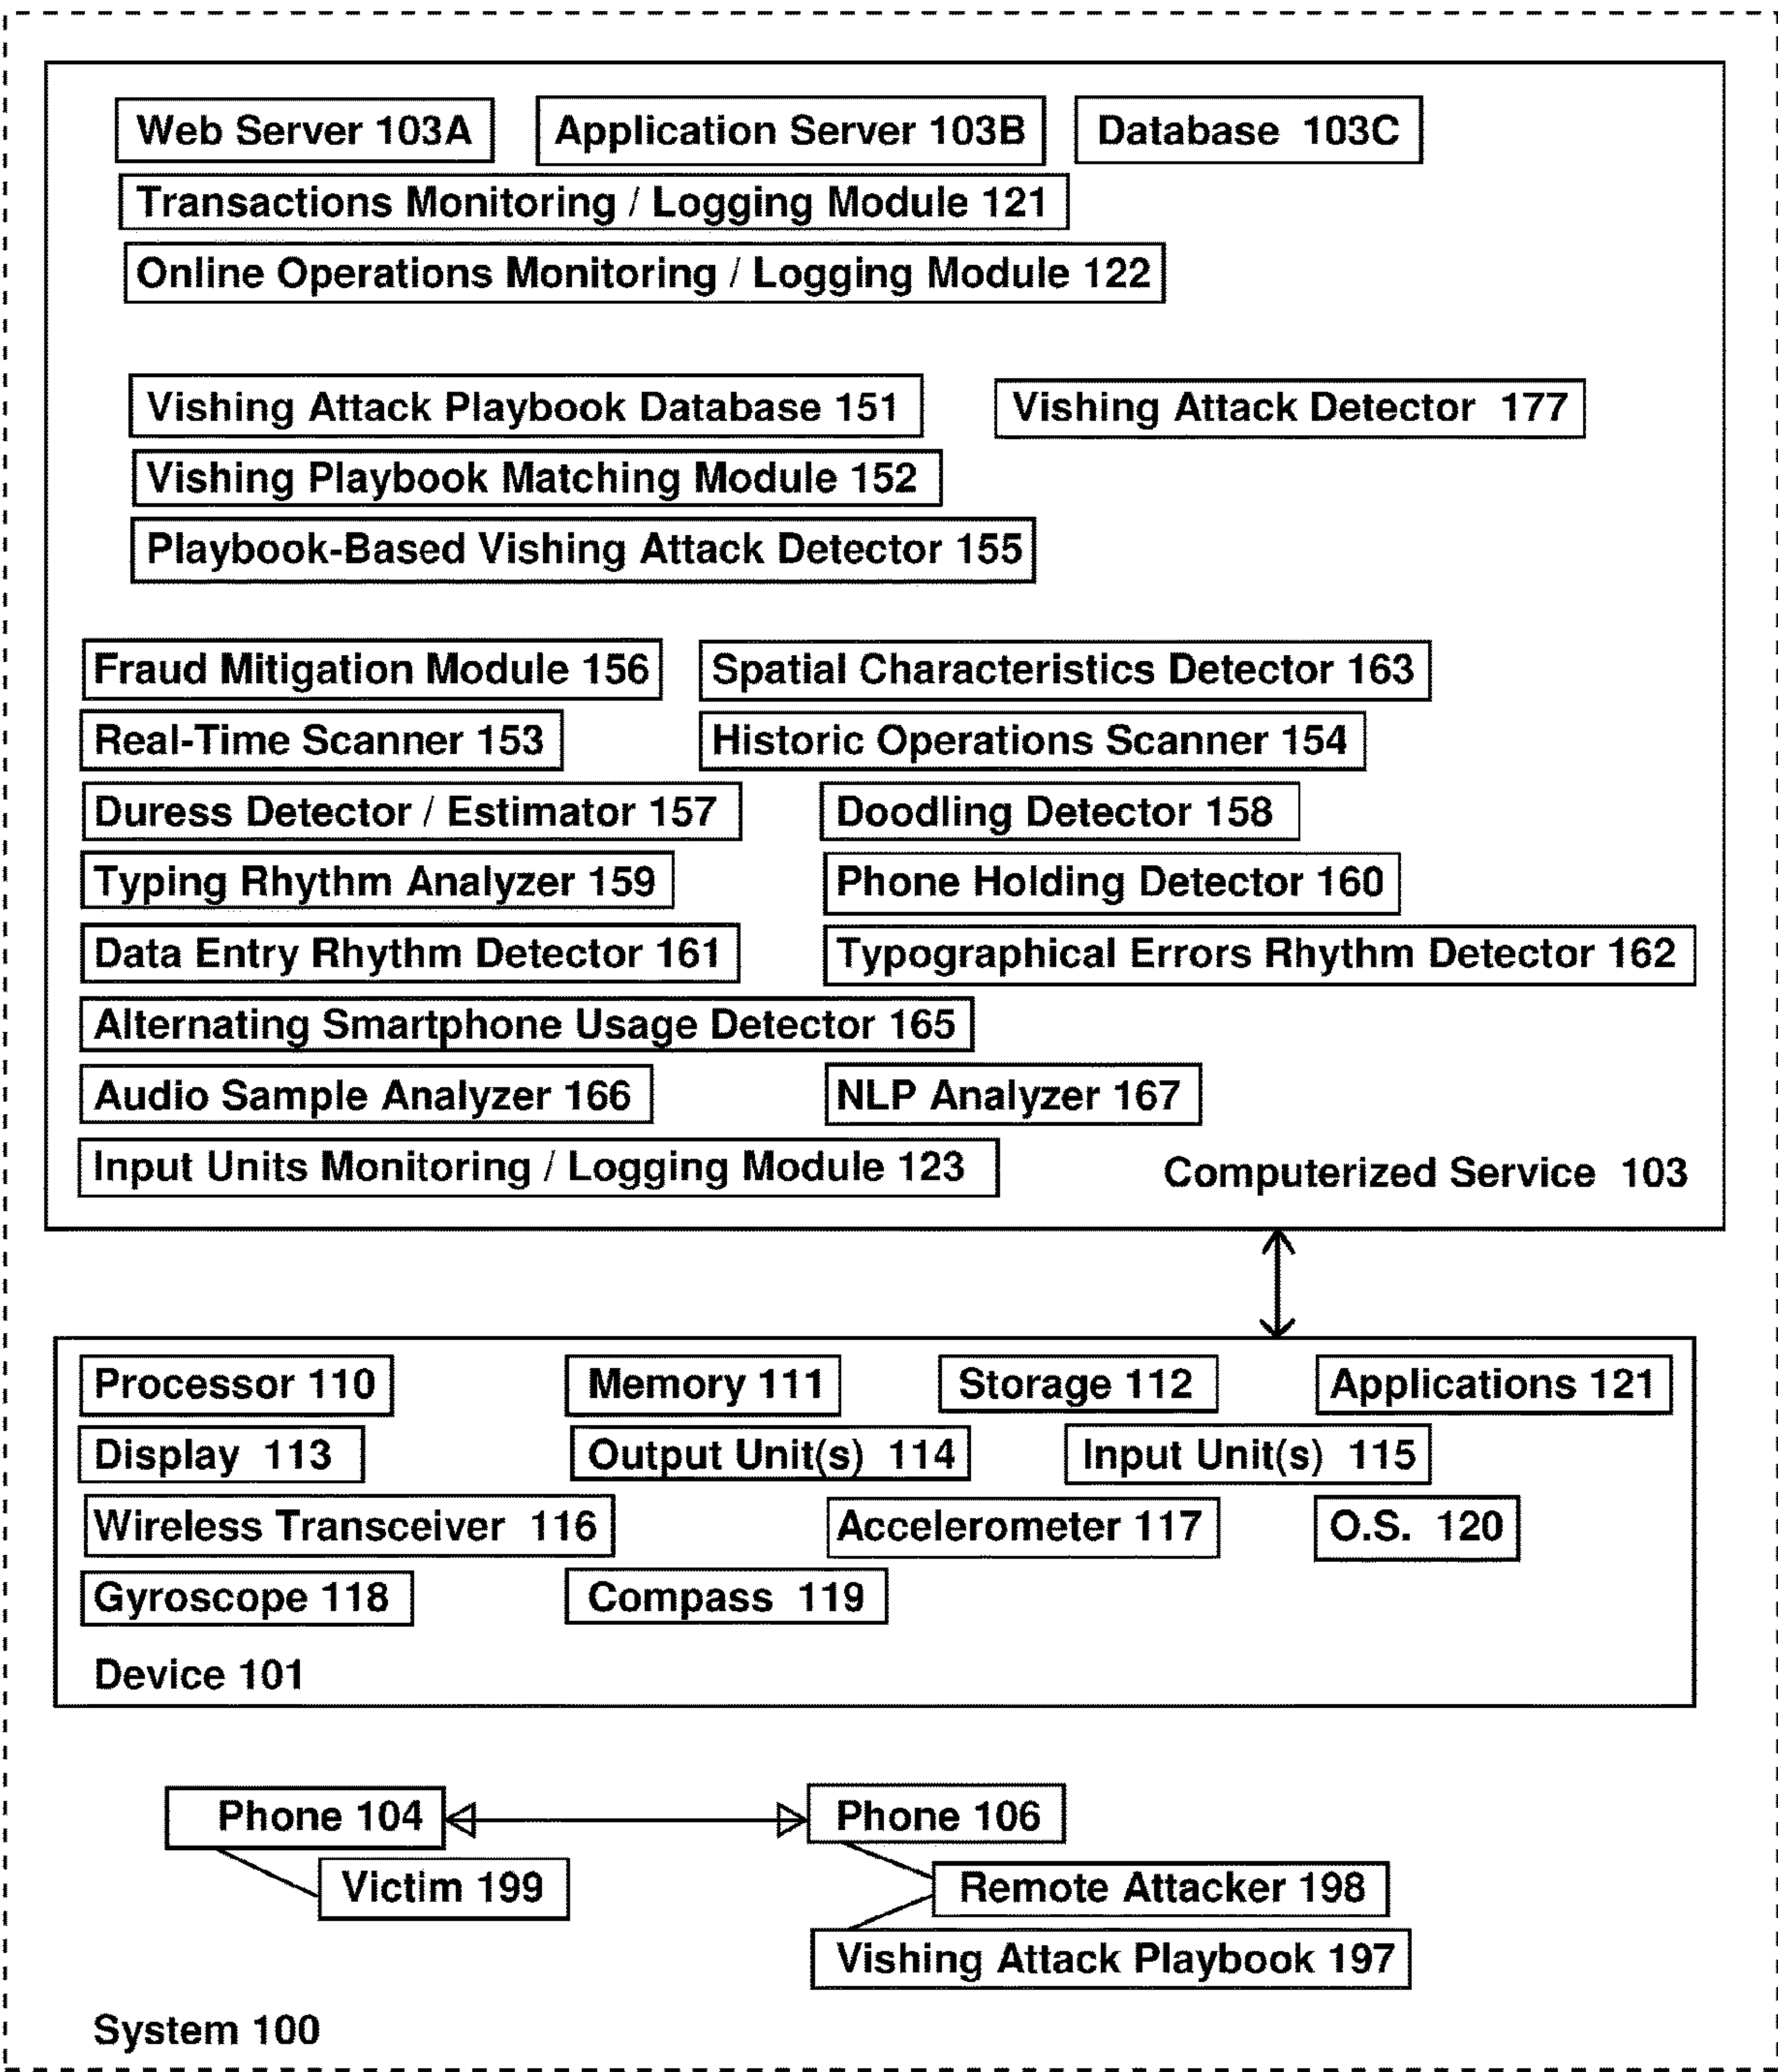 Web Server 103A Application Server 103B Database 103C
Transactions Monitoring / Logging Module 121
Online Operations Monitoring / Logging Module 122
Vishing Attack Playbook Database 151 Vishing Attack Detector 177
Vishing Playbook Matching Module 152
Playbook-Based Vishing Attack Detector 155
Fraud Mitigation Module 156 Spatial Characteristics Detector 163
Real-Time Scanner 153 Historic Operations Scanner 154
Duress Detector / Estimator 157 Doodling Detector 158
Typing Rhythm Analyzer 159 Phone Holding Detector 160
Data Entry Rhythm Detector 161 Typographical Errors Rhythm Detector 162
Alternating Smartphone Usage Detector 165
Audio Sample Analyzer 166 NLP Analyzer 167
Input Units Monitoring / Logging Module 123 Computerized Service 103
Processor 110 Memory 111 Storage 112 Applications 121
Display 113 Output Unit(s) 114 Input Unit(s) 115
Wireless Transceiver 116 Accelerometer 117 O.S. 120
Gyroscope 118 Compass 119
Device 101
Phone 104 Phone 106
Victim 199 Remote Attacker 198
Vishing Attack Playbook 197
System 100